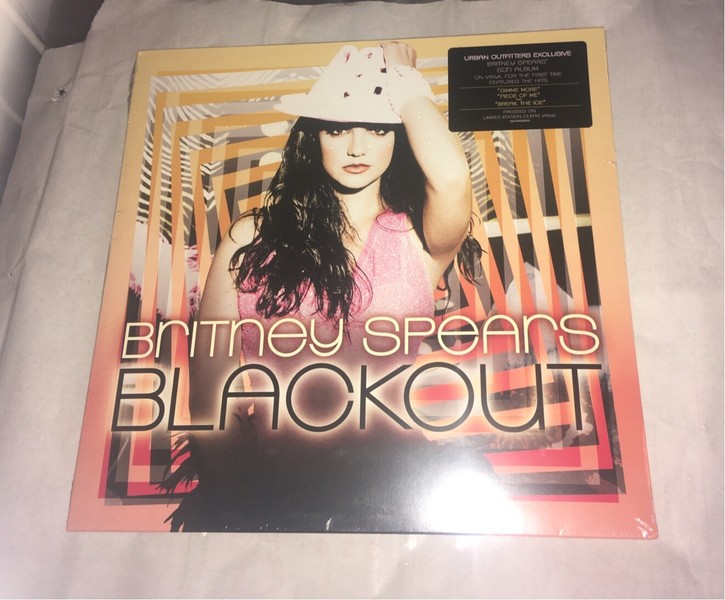 URBAN OUTFITTERS EXCLUSIVE
BRITNEY SPEARS'
5TH ALBUM
ON VINYL FOR THE FIRST TIME
FEATURES THE HITS
"GIMME MORE"
"PIECE OF ME"
"BREAK THE ICE"
PRESSED ON
LIMITED EDITION CLEAR VINYL
BRITNEY SPEARS
BLACKOUT